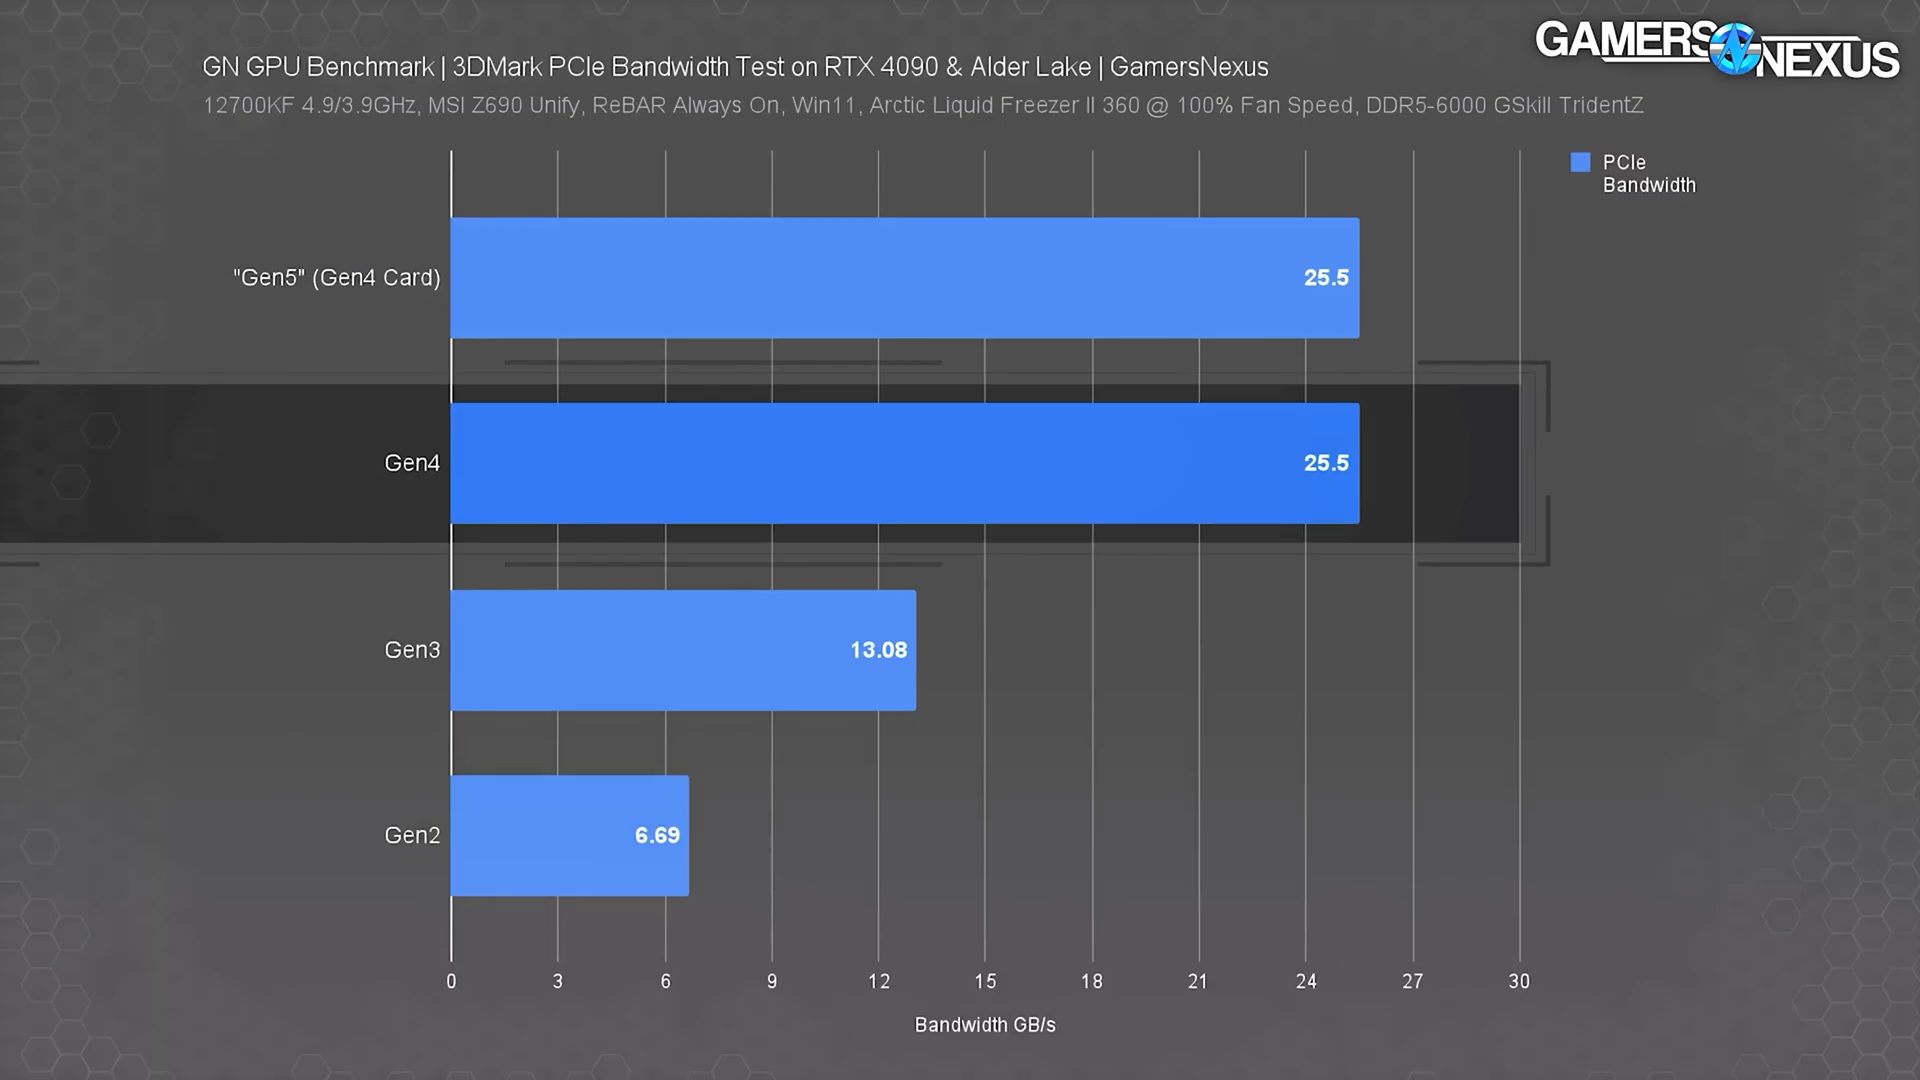 GAMERS NEXUS
GN GPU Benchmark | 3DMark PCIe Bandwidth Test on RTX 4090 & Alder Lake | GamersNexus
12700KF 4.9/3.9GHz, MSI Z690 Unify, ReBAR Always On, Win11, Arctic Liquid Freezer II 360 @ 100% Fan Speed, DDR5-6000 GSkill TridentZ
PCIe
Bandwidth
"Gen5" (Gen4 Card)
25.5
Gen4
25.5
Gen3
13.08
Gen2
6.69
0 3 6 9 12 15 18 21 24 27 30
Bandwidth GB/s